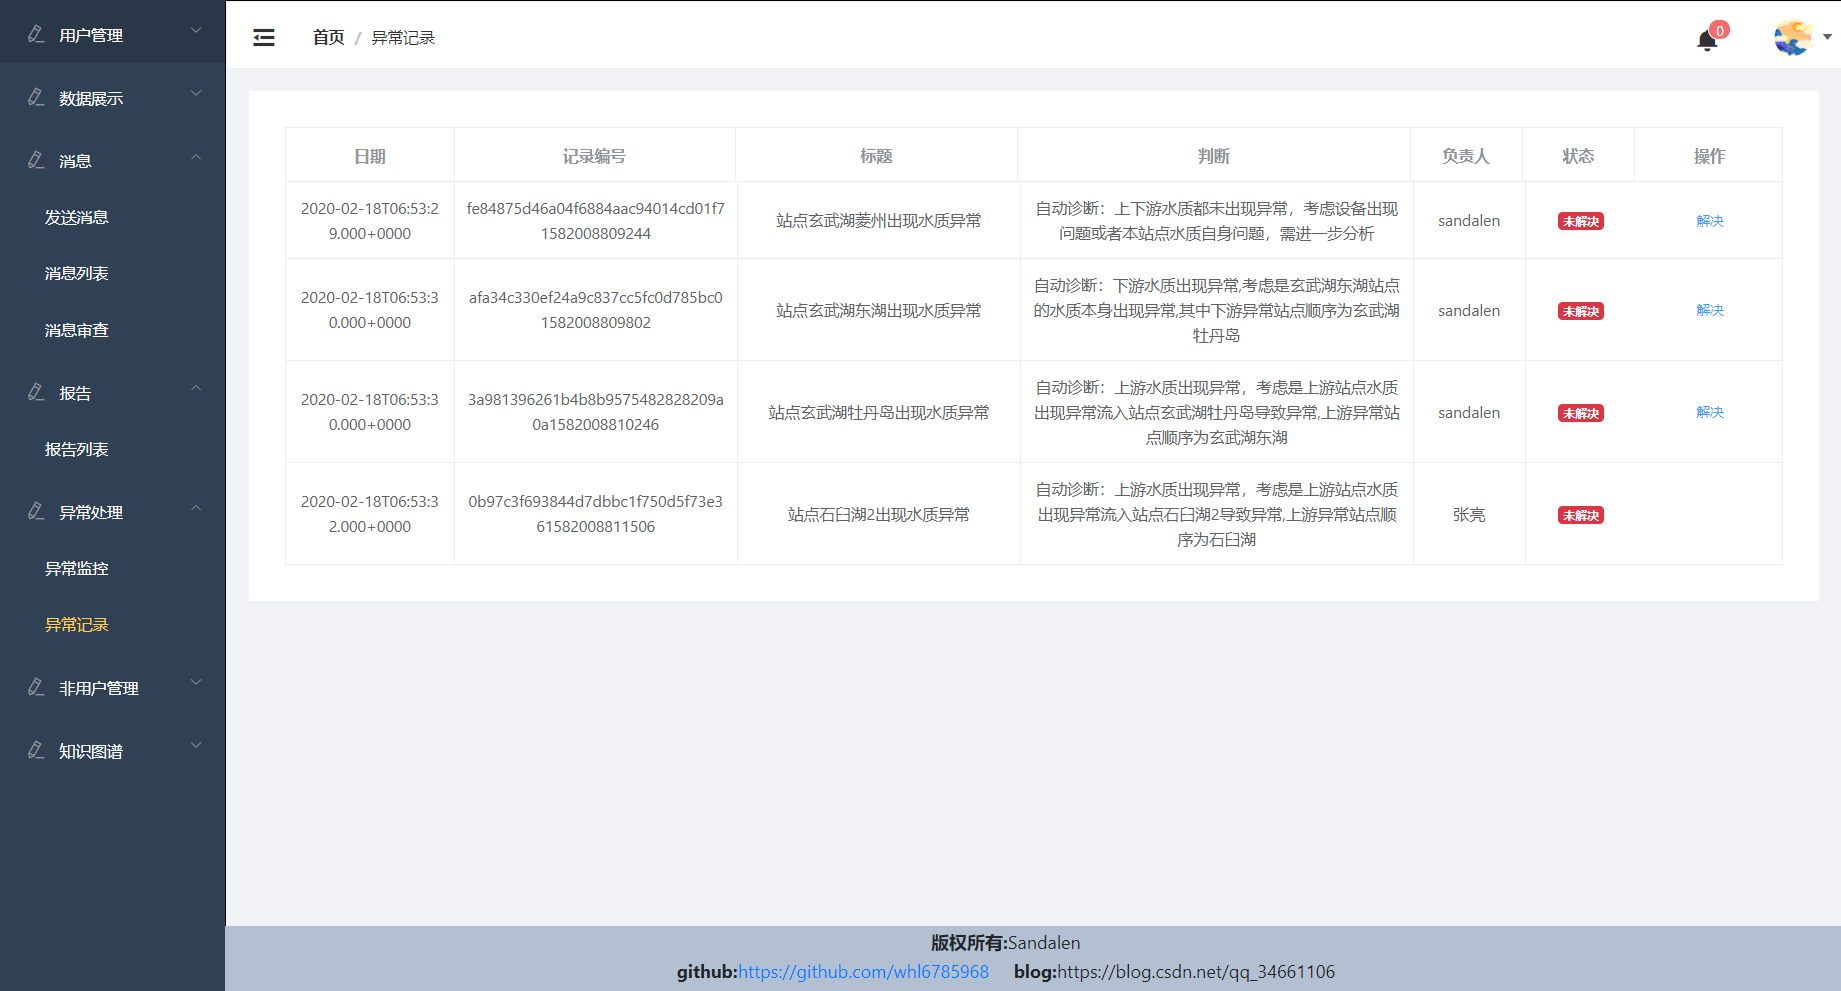 用户管理
数据展示
消息
发送消息
消息列表
消息审查
报告
报告列表
异常处理
异常监控
异常记录
非用户管理
知识图谱
首页 / 异常记录
0
日期 记录编号 标题 判断 负责人 状态 操作
2020-02-18T06:53:2
9.000+0000
fe84875d46a04f6884aac94014cd01f7
1582008809244
站点玄武湖菱州出现水质异常
自动诊断：上下游水质都未出现异常，考虑设备出现
问题或者本站点水质自身问题，需进一步分析
sandalen
未解决
解决
2020-02-18T06:53:3
0.000+0000
afa34c330ef24a9c837cc5fc0d785bc0
1582008809802
站点玄武湖东湖出现水质异常
自动诊断：下游水质出现异常,考虑是玄武湖东湖站点
的水质本身出现异常,其中下游异常站点顺序为玄武湖
牡丹岛
sandalen
未解决
解决
2020-02-18T06:53:3
0.000+0000
3a981396261b4b8b9575482828209a
0a1582008810246
站点玄武湖牡丹岛出现水质异常
自动诊断：上游水质出现异常，考虑是上游站点水质
出现异常流入站点玄武湖牡丹岛导致异常,上游异常站
点顺序为玄武湖东湖
sandalen
未解决
解决
2020-02-18T06:53:3
2.000+0000
0b97c3f693844d7dbbc1f750d5f73e3
61582008811506
站点石臼湖2出现水质异常
自动诊断：上游水质出现异常，考虑是上游站点水质
出现异常流入站点石臼湖2导致异常,上游异常站点顺
序为石臼湖
张亮
未解决
版权所有:Sandalen
github:https://github.com/whl6785968 blog:https://blog.csdn.net/qq_34661106